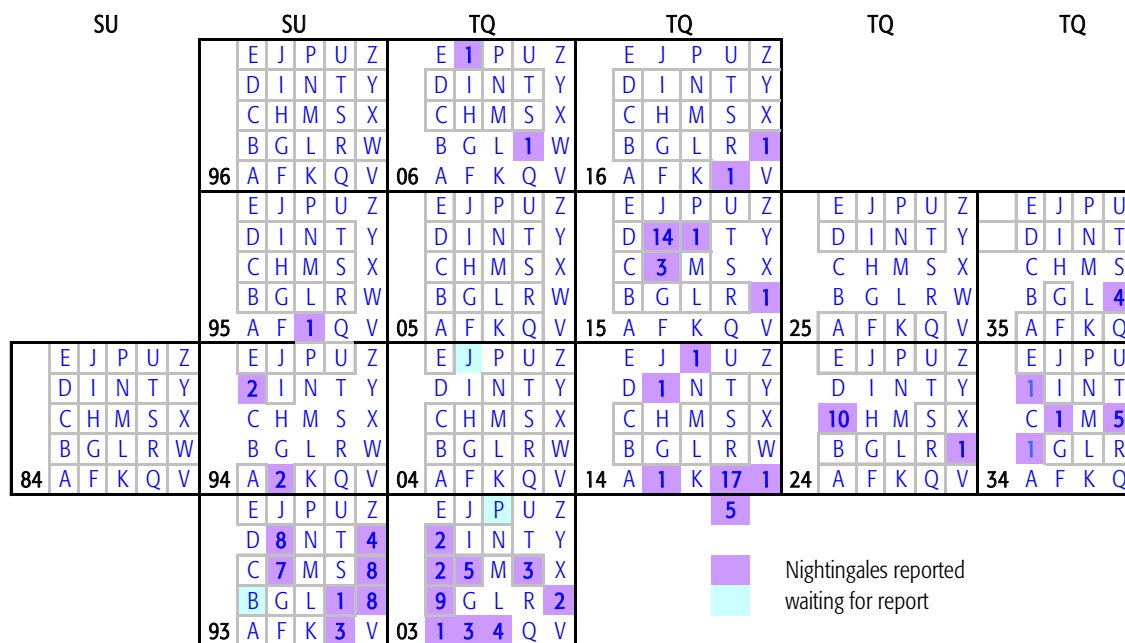 SU SU TQ TQ TQ TQ
E J P U Z E 1 P U Z E J P U Z
D I N T Y D I N T Y D I N T Y
C H M S X C H M S X C H M S X
B G L R W B G L 1 W B G L R 1
96 A F K Q V 06 A F K Q V 16 A F K 1 V
E J P U Z E J P U Z E J P U Z E J P U Z E J P U
D I N T Y D I N T Y D 14 1 T Y D I N T Y D I N T
C H M S X C H M S X C 3 M S X C H M S X C H M S
B G L R W B G L R W B G L R 1 B G L R W B G L 4
95 A F 1 Q V 05 A F K Q V 15 A F K Q V 25 A F K Q V 35 A F K Q
E J P U Z E J P U Z E J P U Z E J 1 U Z E J P U Z E J P U
D I N T Y 2 I N T Y D I N T Y D 1 N T Y D I N T Y 1 I N T
C H M S X C H M S X C H M S X C H M S X 10 H M S X C 1 M 5
B G L R W B G L R W B G L R W B G L R W B G L R 1 1 G L R
84 A F K Q V 94 A 2 K Q V 04 A F K Q V 14 A 1 K 17 1 24 A F K Q V 34 A F K Q
E J P U Z E J P U Z 5
D 8 N T 4 2 I N T Y
C 7 M S 8 2 5 M 3 X Nightingales reported
B G L 1 8 9 G L R 2 waiting for report
93 A F K 3 V 03 1 3 4 Q V